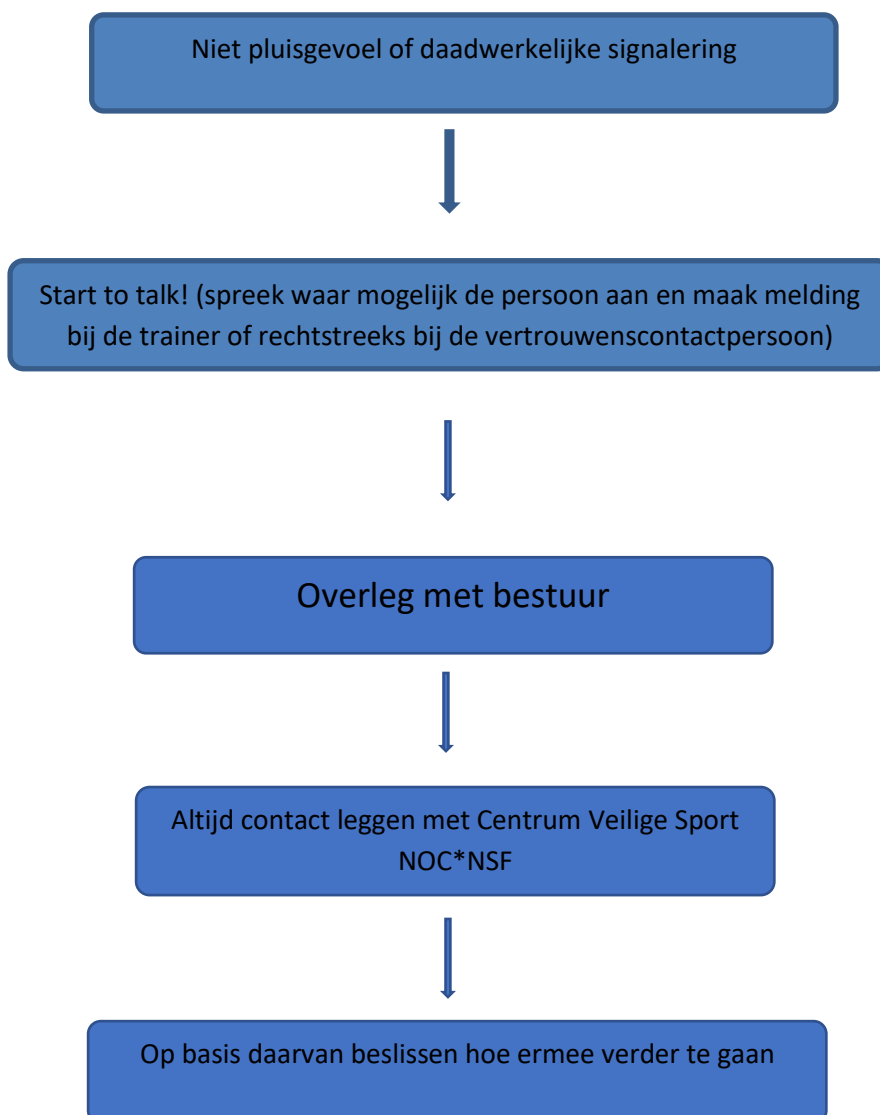 Niet pluisgevoel of daadwerkelijke signalering
Start to talk! (spreek waar mogelijk de persoon aan en maak melding
bij de trainer of rechtstreeks bij de vertrouwenscontactpersoon)
Overleg met bestuur
Altijd contact leggen met Centrum Veilige Sport
NOC*NSF
Op basis daarvan beslissen hoe ermee verder te gaan